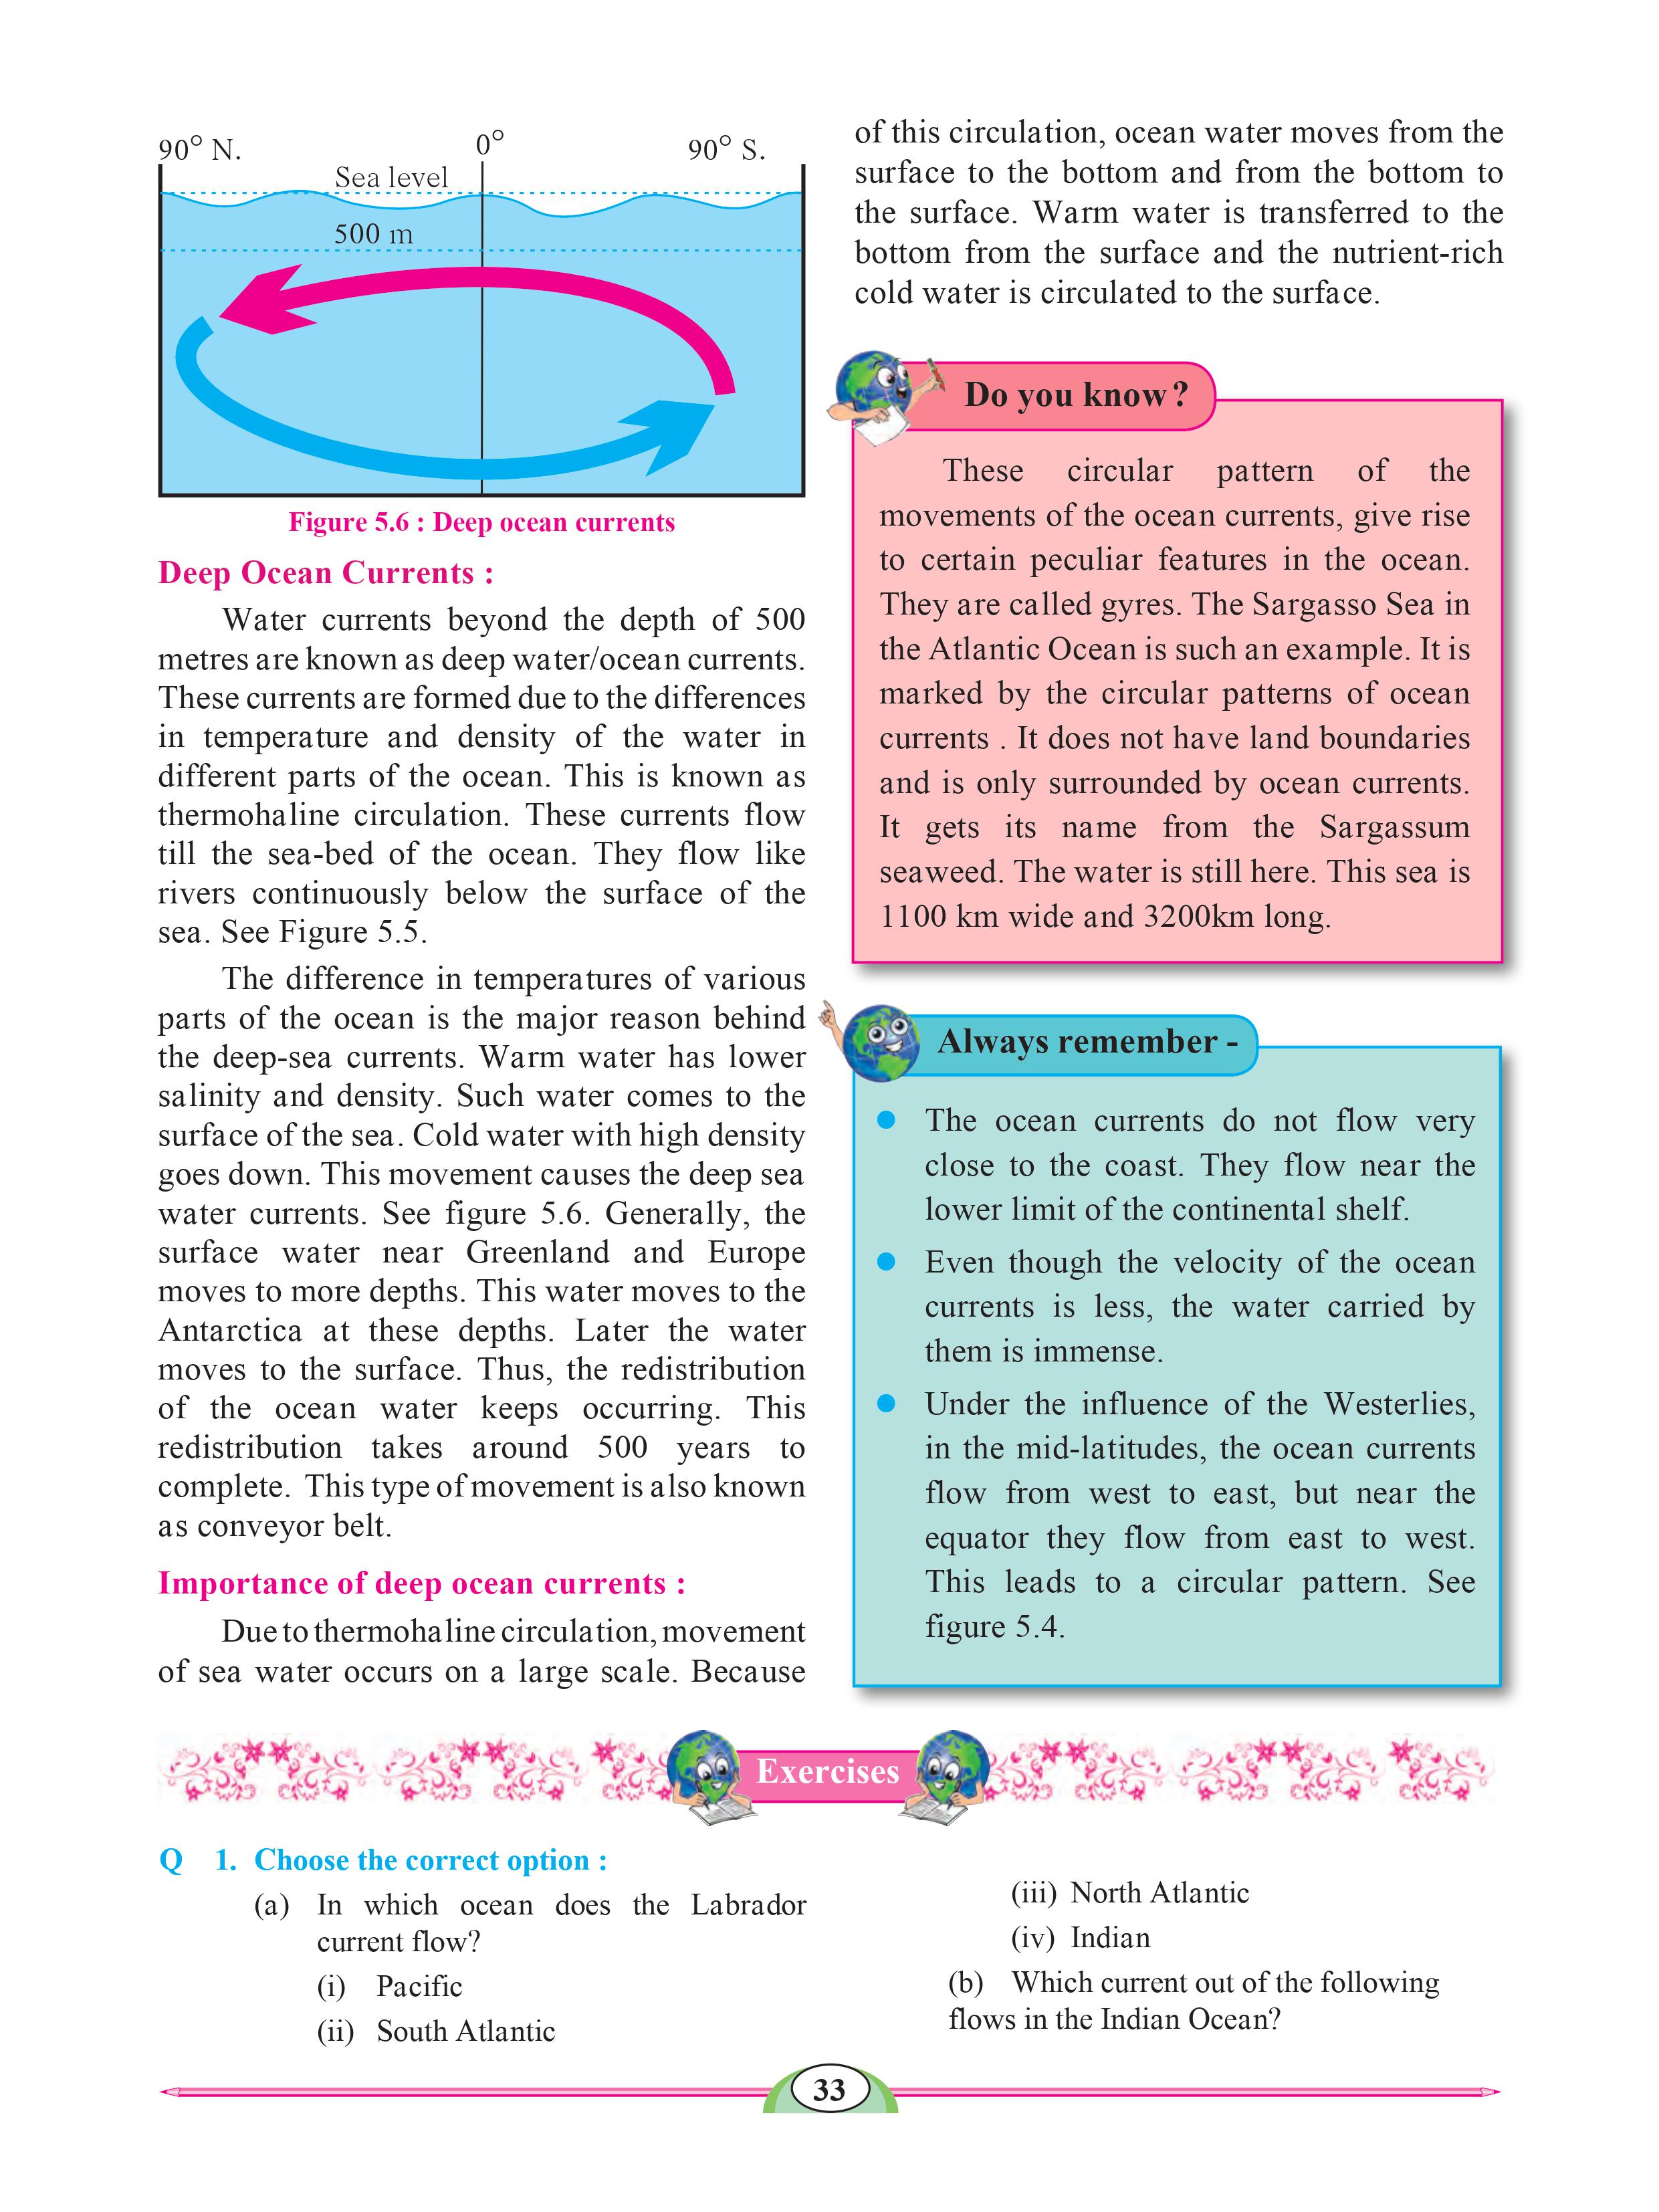 90° N.
0°
90° S.
Sea level
500 m
Figure 5.6 : Deep ocean currents
Deep Ocean Currents :
Water currents beyond the depth of 500
metres are known as deep water/ocean currents.
These currents are formed due to the differences
in temperature and density of the water in
different parts of the ocean. This is known as
thermohaline circulation. These currents flow
till the sea-bed of the ocean. They flow like
rivers continuously below the surface of the
sea. See Figure 5.5.
The difference in temperatures of various
parts of the ocean is the major reason behind
the deep-sea currents. Warm water has lower
salinity and density. Such water comes to the
surface of the sea. Cold water with high density
goes down. This movement causes the deep sea
water currents. See figure 5.6. Generally, the
surface water near Greenland and Europe
moves to more depths. This water moves to the
Antarctica at these depths. Later the water
moves to the surface. Thus, the redistribution
of the ocean water keeps occurring. This
redistribution takes around 500 years to
complete. This type of movement is also known
as conveyor belt.
Importance of deep ocean currents :
Due to thermohaline circulation, movement
of sea water occurs on a large scale. Because
of this circulation, ocean water moves from the
surface to the bottom and from the bottom to
the surface. Warm water is transferred to the
bottom from the surface and the nutrient-rich
cold water is circulated to the surface.
Do you know ?
These circular pattern of the
movements of the ocean currents, give rise
to certain peculiar features in the ocean.
They are called gyres. The Sargasso Sea in
the Atlantic Ocean is such an example. It is
marked by the circular patterns of ocean
currents . It does not have land boundaries
and is only surrounded by ocean currents.
It gets its name from the Sargassum
seaweed. The water is still here. This sea is
1100 km wide and 3200km long.
Always remember -
● The ocean currents do not flow very
close to the coast. They flow near the
lower limit of the continental shelf.
● Even though the velocity of the ocean
currents is less, the water carried by
them is immense.
● Under the influence of the Westerlies,
in the mid-latitudes, the ocean currents
flow from west to east, but near the
equator they flow from east to west.
This leads to a circular pattern. See
figure 5.4.
Exercises
Q 1. Choose the correct option :
(a) In which ocean does the Labrador
current flow?
(i) Pacific
(ii) South Atlantic
(iii) North Atlantic
(iv) Indian
(b) Which current out of the following
flows in the Indian Ocean?
33